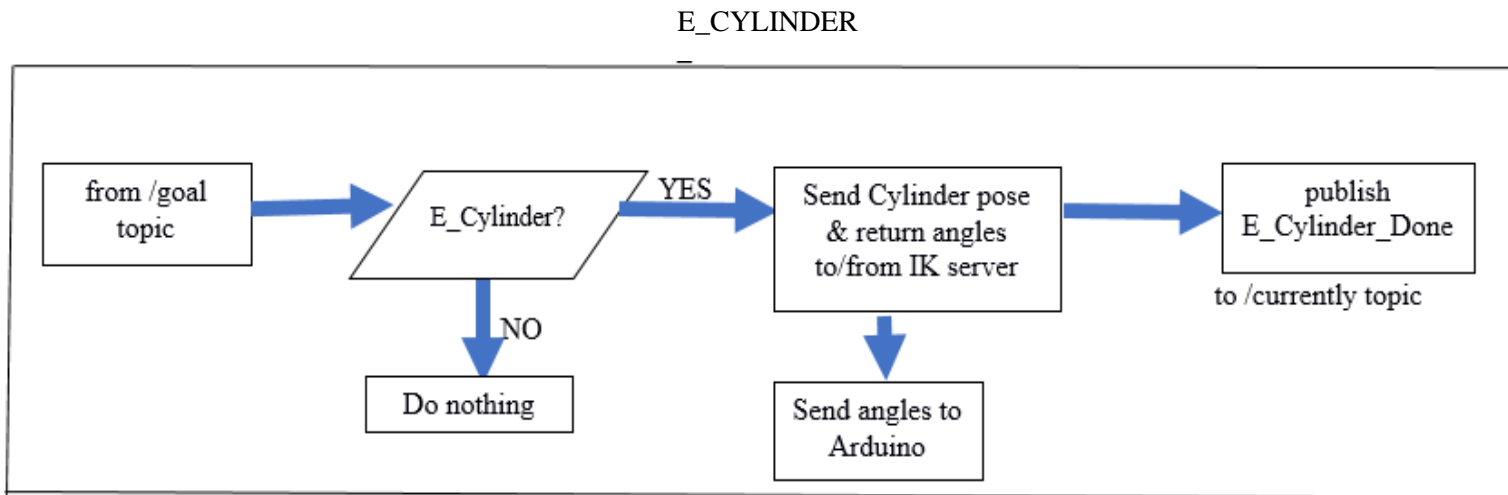 E_CYLINDER
_
from /goal
topic
E_Cylinder?
YES
NO
Do nothing
Send Cylinder pose
& return angles
to/from IK server
Send angles to
Arduino
publish
E_Cylinder_Done
to /currently topic